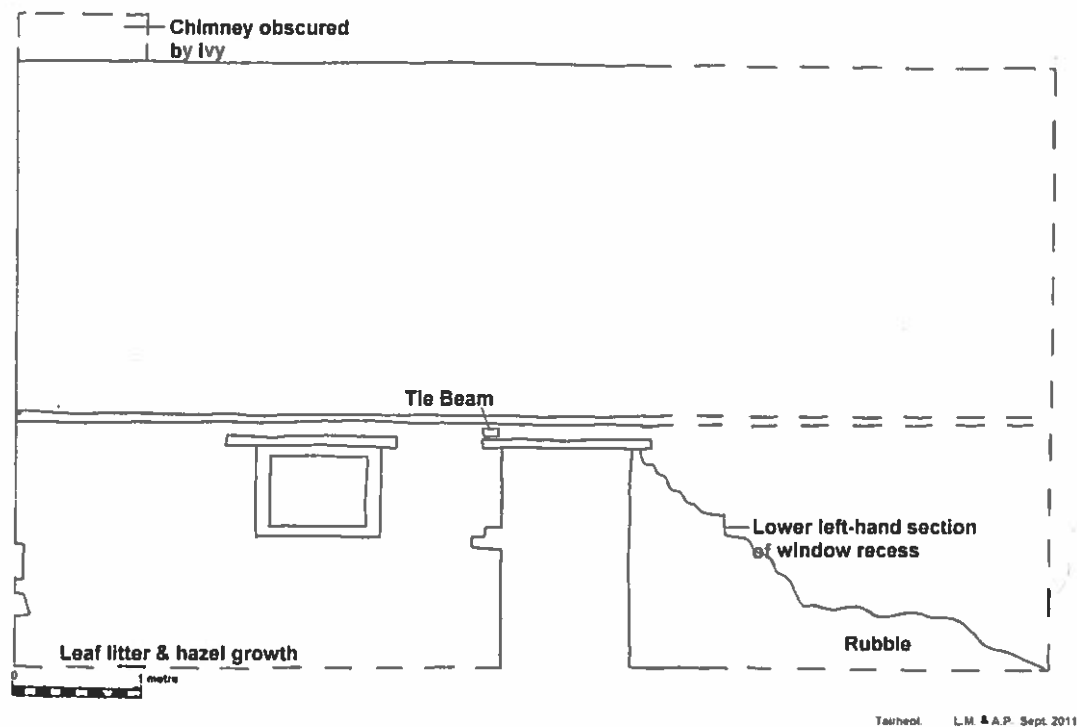 Chimney obscured
by ivy
Tie Beam
Lower left-hand section
of window recess
Rubble
Leaf litter & hazel growth
0
1 metre
L.M. & A.P. Sept. 2011